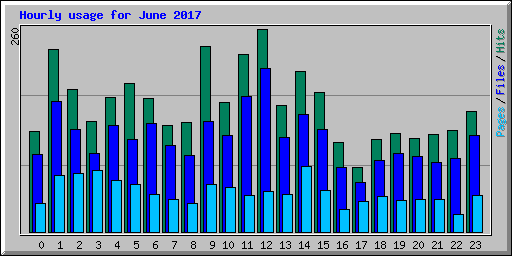 Hourly usage for June 2017
260
Pages/Files/Hits
0 1 2 3 4 5 6 7 8 9 10 11 12 13 14 15 16 17 18 19 20 21 22 23